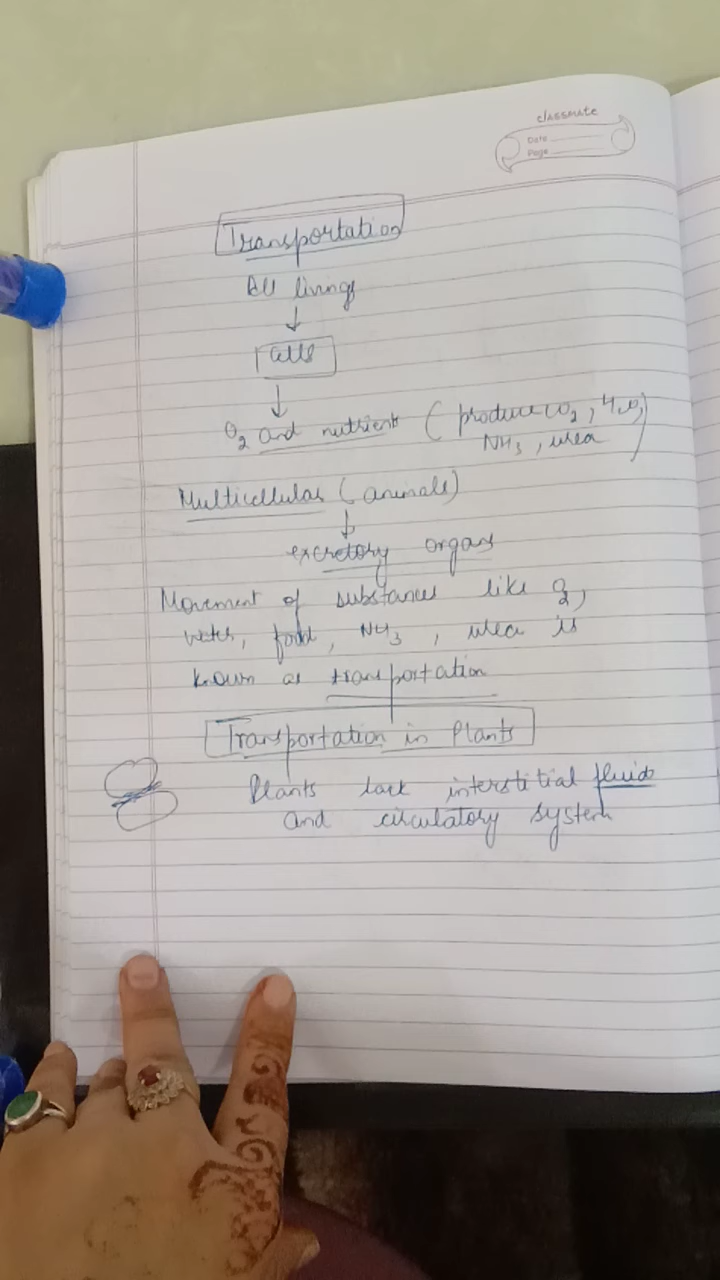 classmate
Date
Page
Transportation
All livings
↓
Cells
↓
O2 and nutrients ( produce CO2, H2O,
NH3, urea )
Multicellular (animals)
↓
excretory organs
Movement of substances like O2,
water, food, NH3, urea is
known as transportation
Transportation in Plants
Plants lack interstitial fluids
and circulatory system